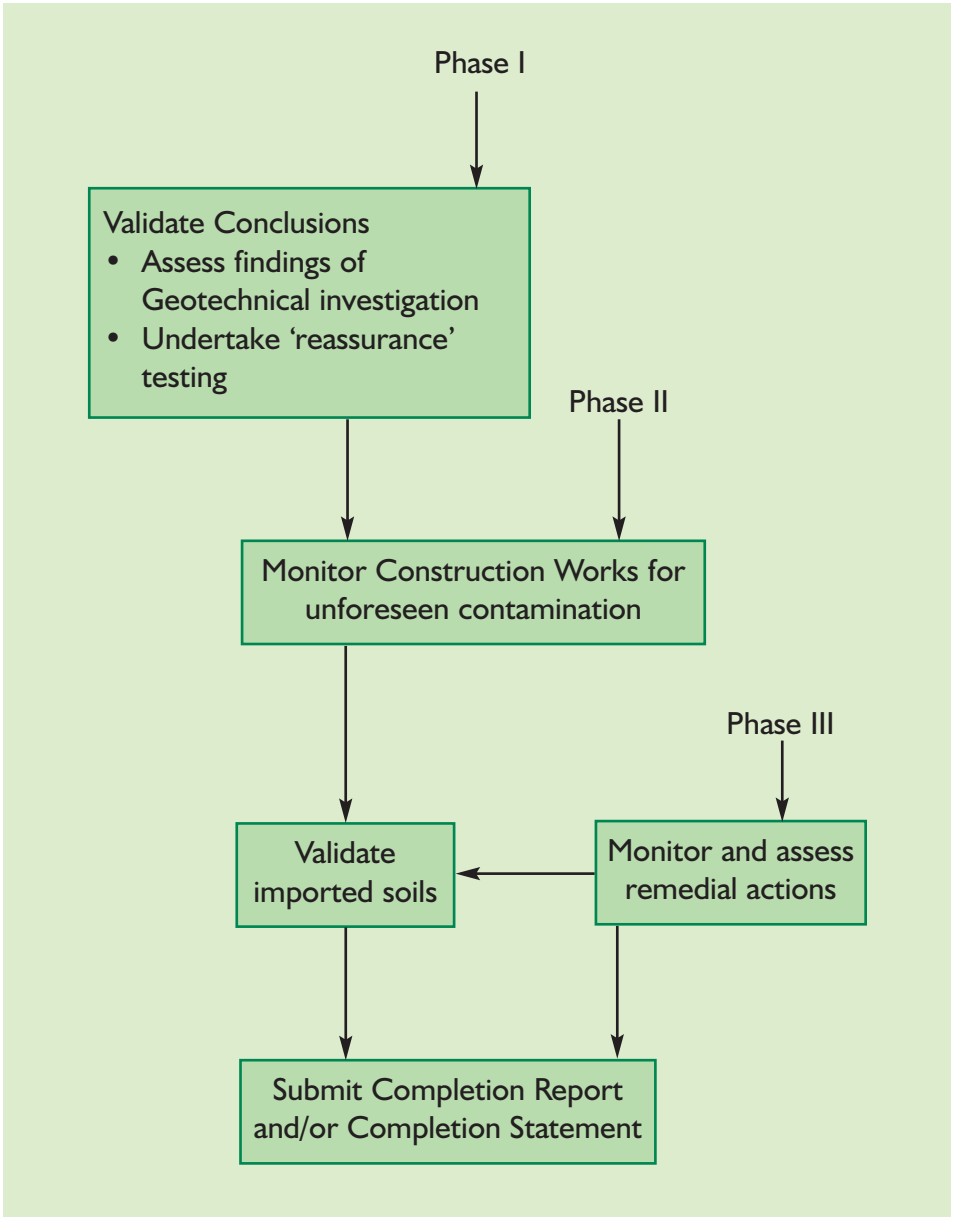 Phase I
Validate Conclusions
• Assess findings of
Geotechnical investigation
• Undertake ‘reassurance’
testing
Phase II
Monitor Construction Works for
unforeseen contamination
Phase III
Validate
imported soils
Monitor and assess
remedial actions
Submit Completion Report
and/or Completion Statement